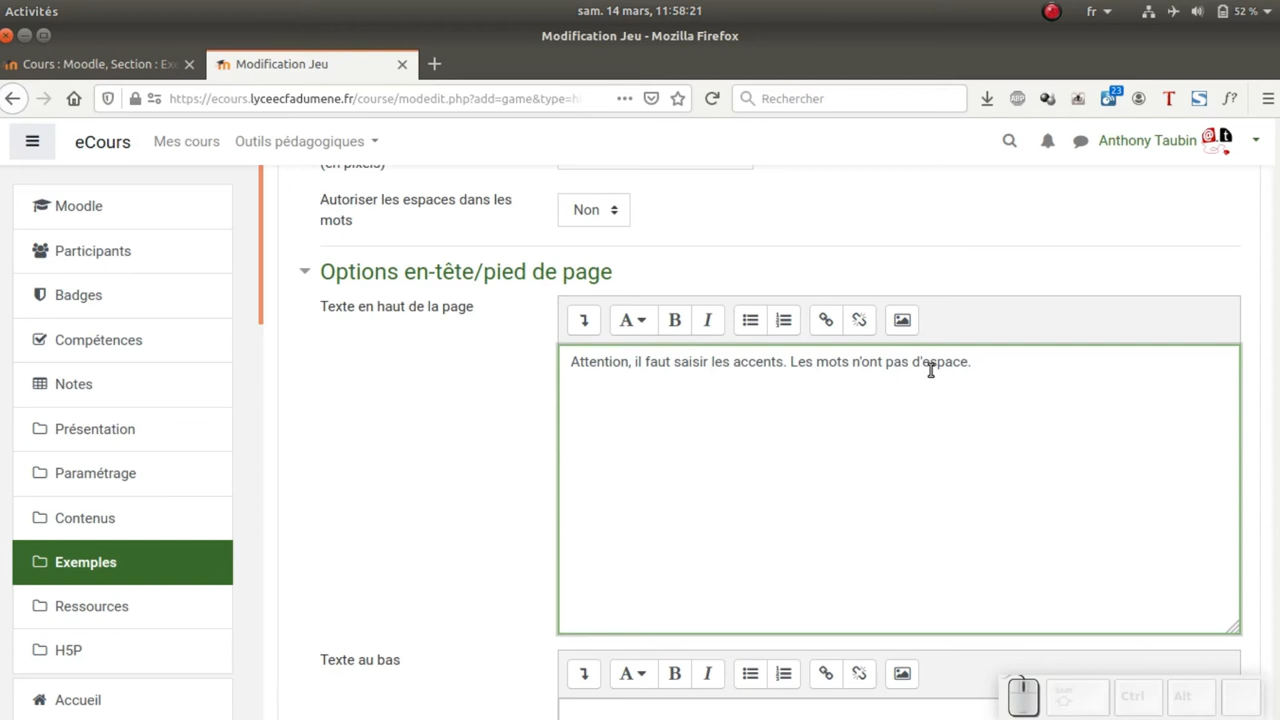 Activités
sam. 14 mars, 11:58:21
fr
52 %
Modification Jeu - Mozilla Firefox
Cours : Moodle, Section : Ex
Modification Jeu
https://ecours.lyceecfadumene.fr/course/modedit.php?add=game&type=h
Rechercher
ABP
23
T
S
f?
eCours
Mes cours
Outils pédagogiques
Anthony Taubin
@ t
(en pixels)
Autoriser les espaces dans les
mots
Non
Moodle
Participants
Badges
Compétences
Notes
Présentation
Paramétrage
Contenus
Exemples
Ressources
H5P
Accueil
Options en-tête/pied de page
Texte en haut de la page
A
B
I
Attention, il faut saisir les accents. Les mots n'ont pas d'espace.
Texte au bas
A
B
I
Ctrl
Alt